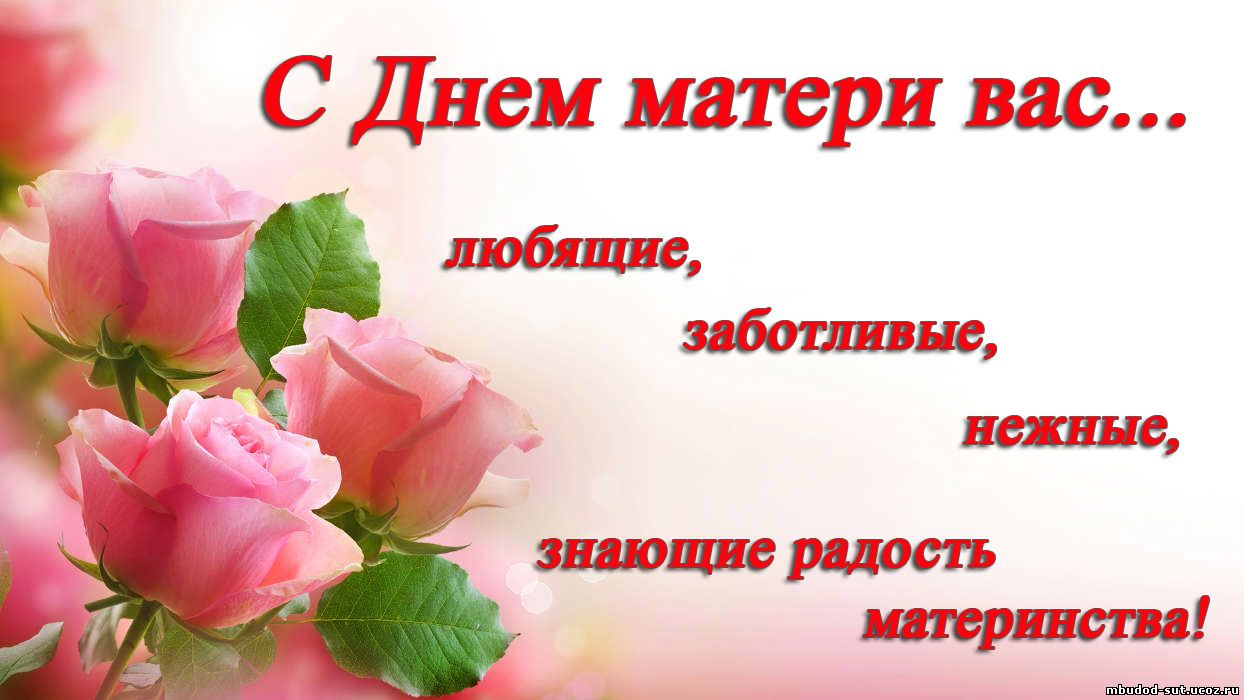 С Днем матери вас...
любящие,
заботливые,
нежные,
знающие радость
материнства!
mbudod-sut.ucoz.ru